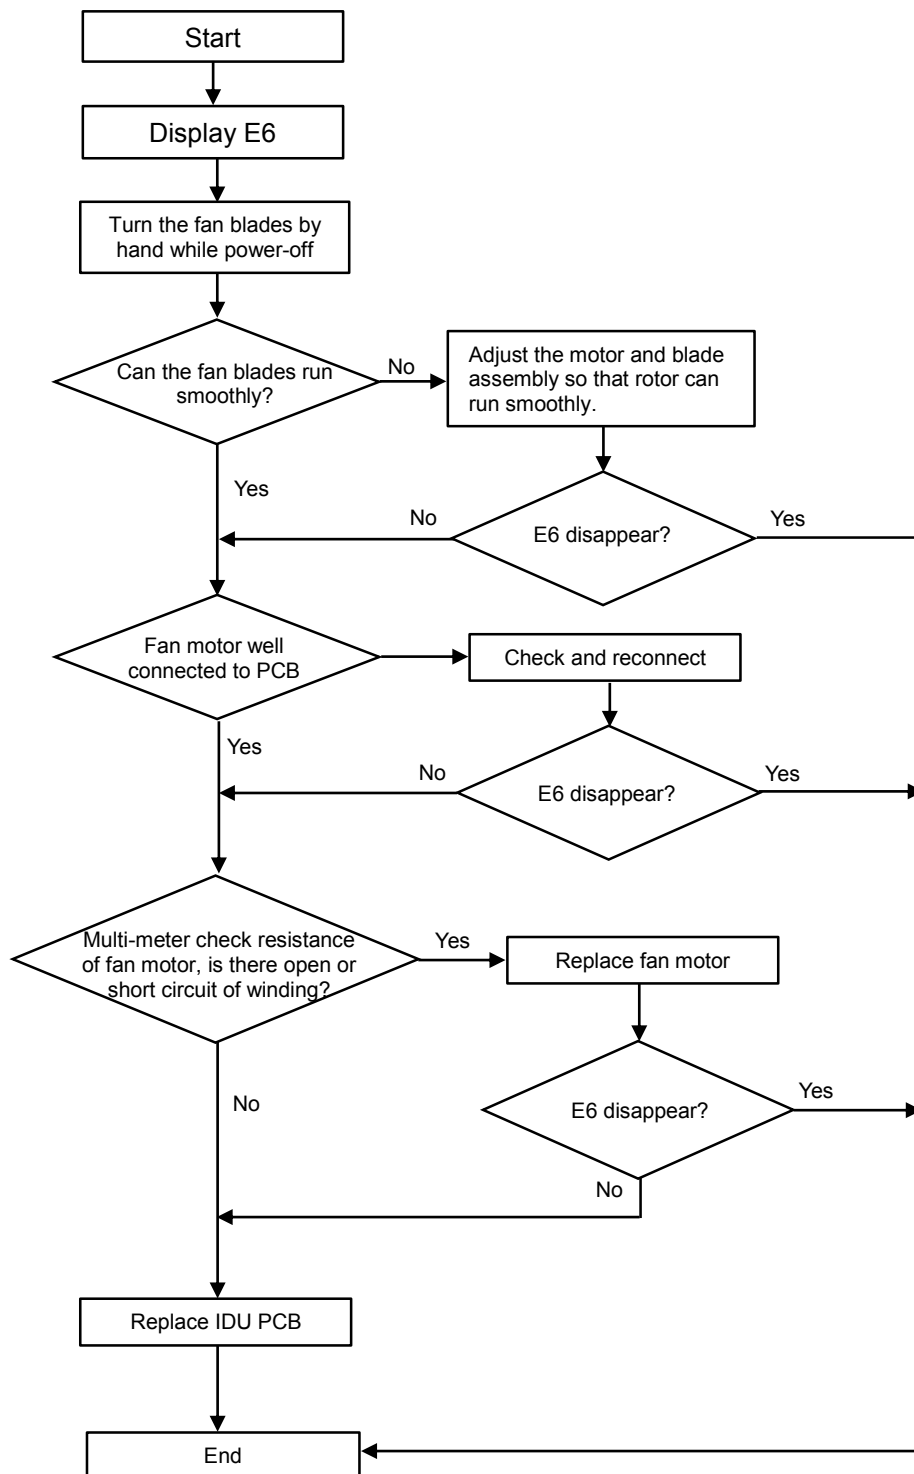 Start
Display E6
Turn the fan blades by
hand while power-off
Can the fan blades run
smoothly?
No
Adjust the motor and blade
assembly so that rotor can
run smoothly.
Yes
No
E6 disappear?
Yes
Fan motor well
connected to PCB
Check and reconnect
Yes
No
E6 disappear?
Yes
Multi-meter check resistance
of fan motor, is there open or
short circuit of winding?
Yes
Replace fan motor
No
E6 disappear?
Yes
No
Replace IDU PCB
End